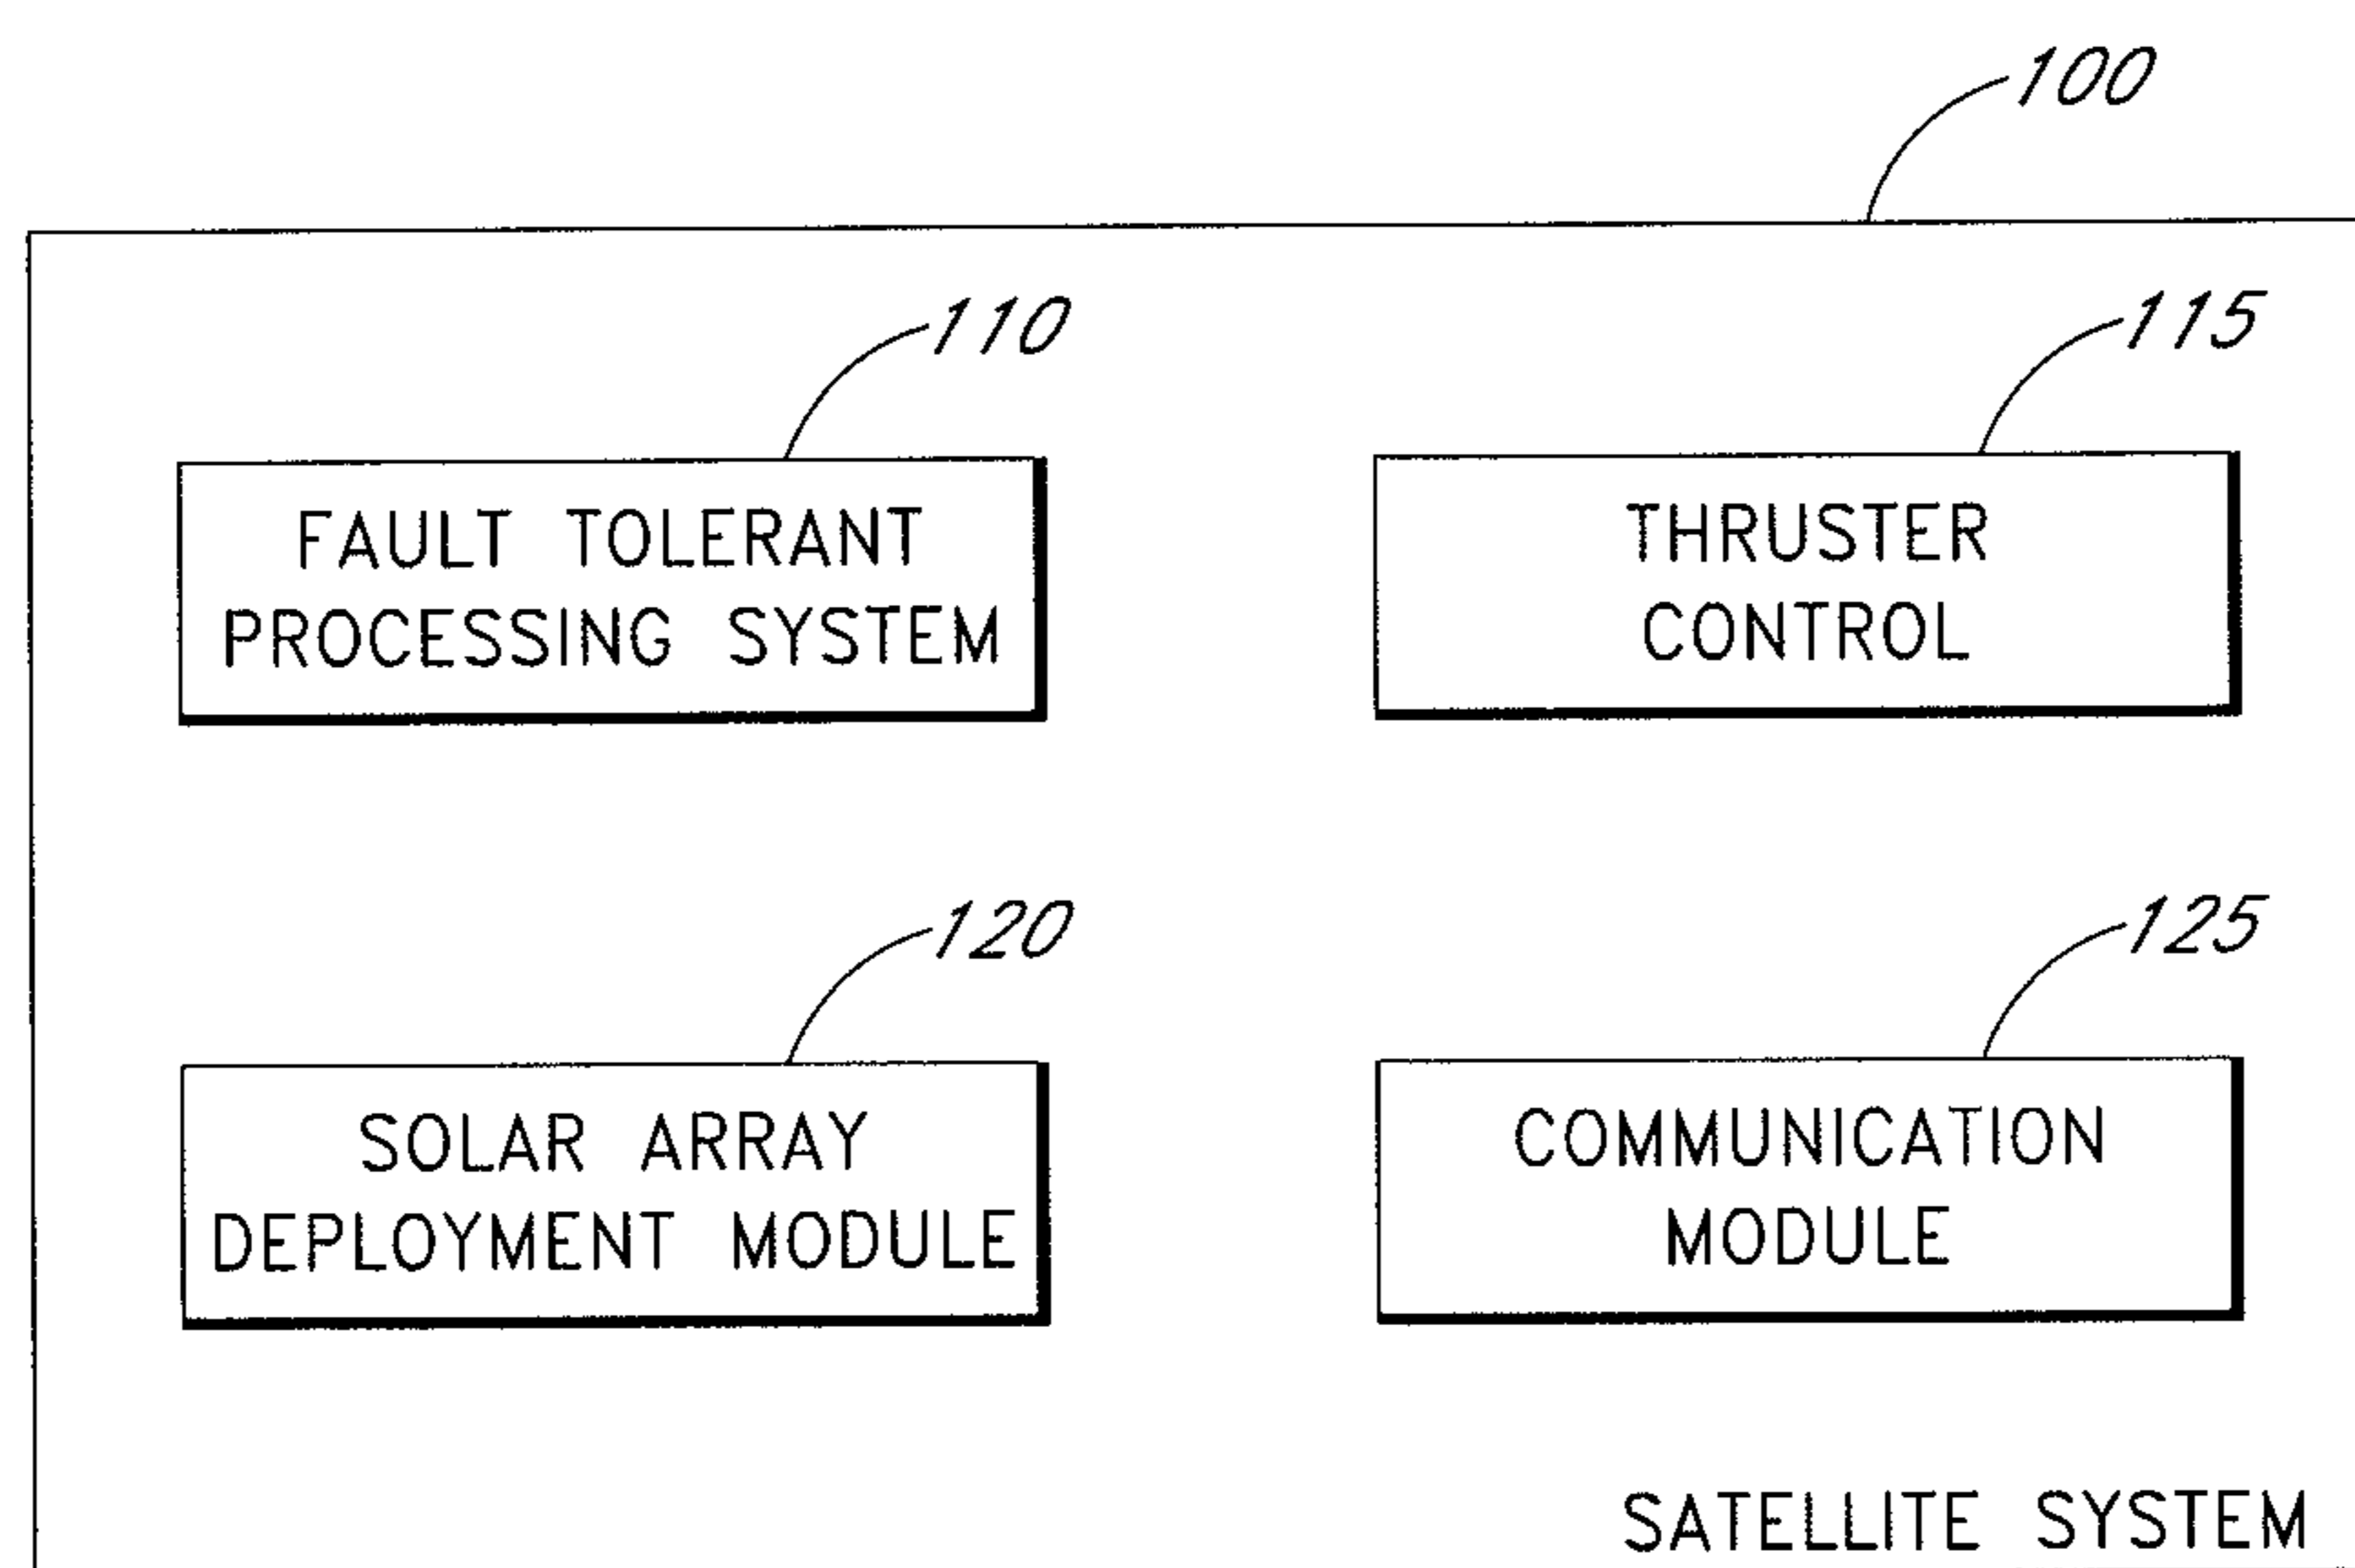 100
110
115
FAULT TOLERANT
PROCESSING SYSTEM
THRUSTER
CONTROL
120
125
SOLAR ARRAY
DEPLOYMENT MODULE
COMMUNICATION
MODULE
SATELLITE SYSTEM